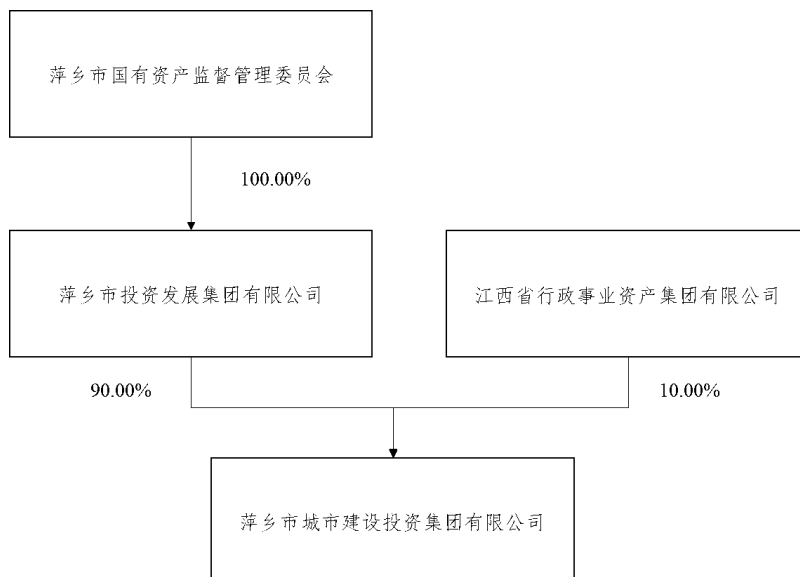 萍乡市国有资产监督管理委员会
100.00%
萍乡市投资发展集团有限公司
江西省行政事业资产集团有限公司
90.00%
10.00%
萍乡市城市建设投资集团有限公司